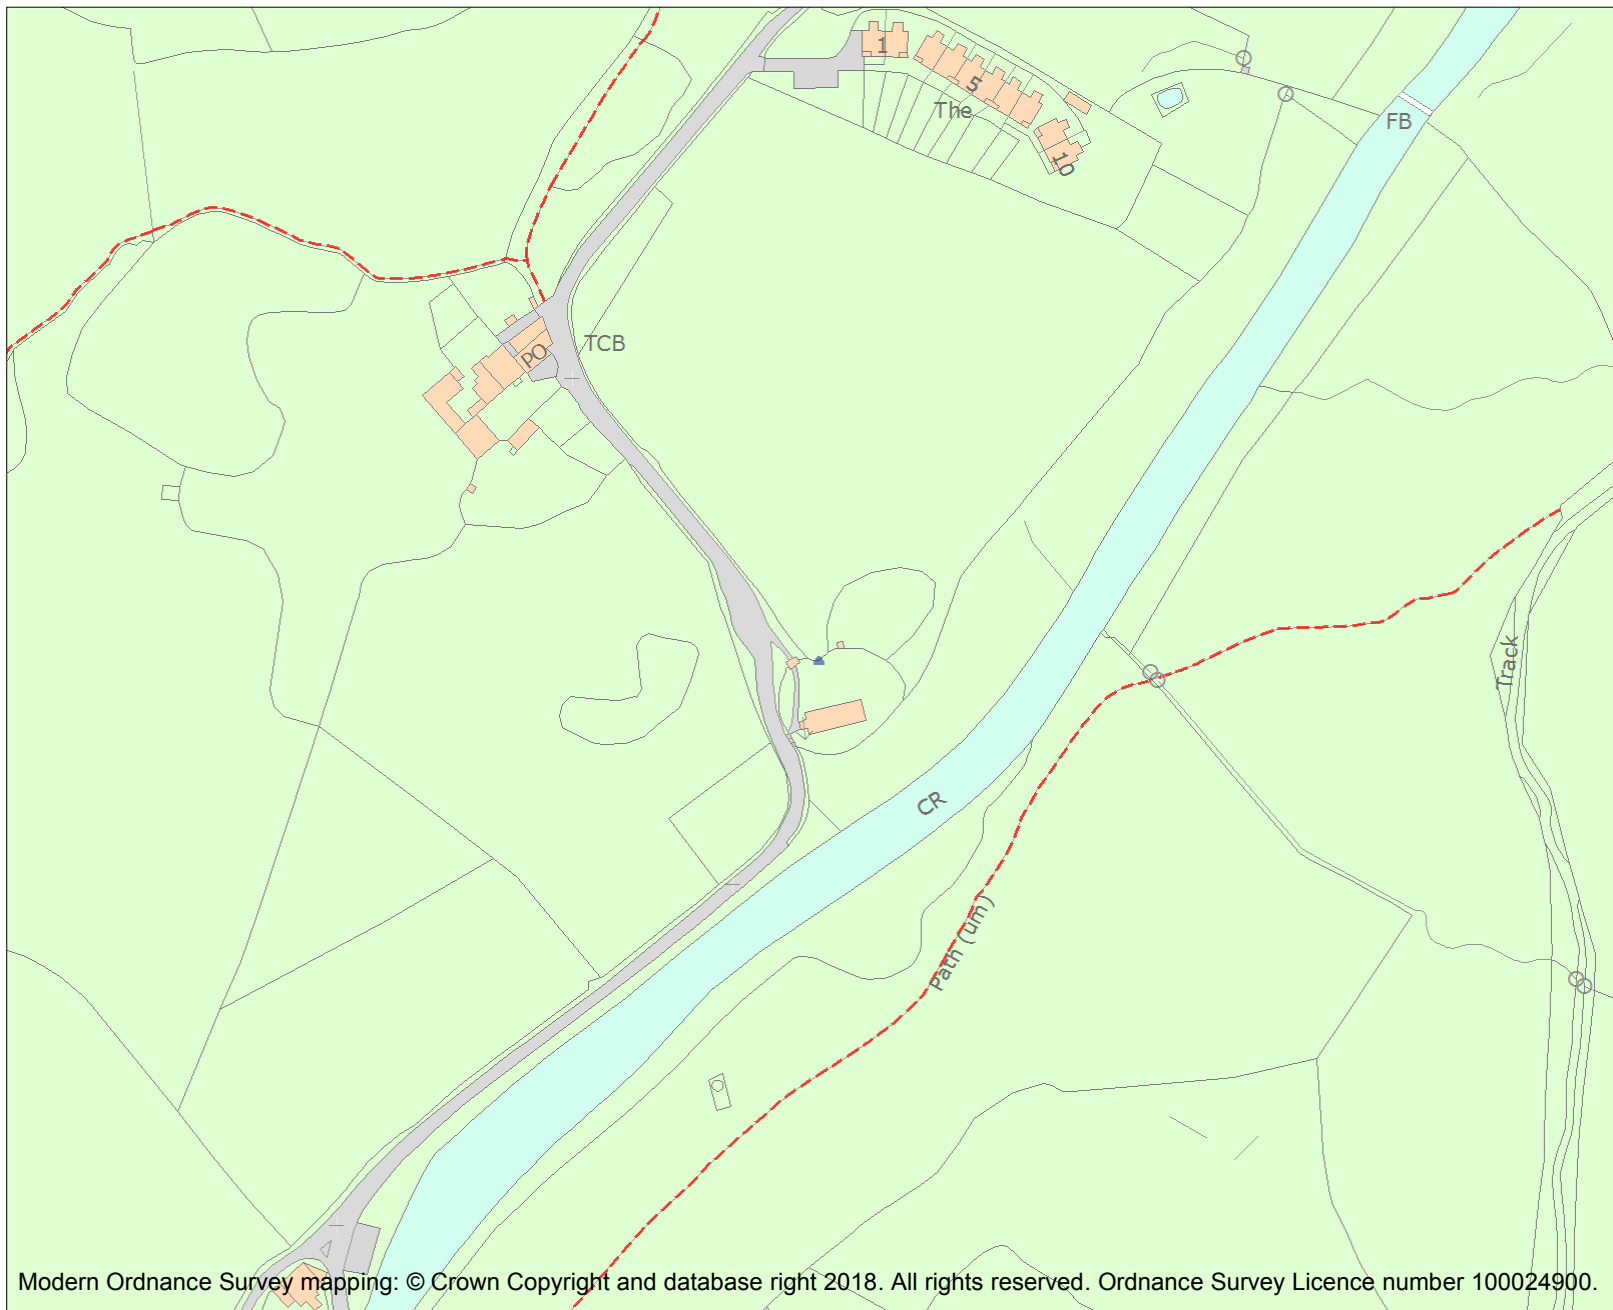 1
5
The
10
FB
TCB
PO
Track
CR
Path (um)
Modern Ordnance Survey mapping: © Crown Copyright and database right 2018. All rights reserved. Ordnance Survey Licence number 100024900.